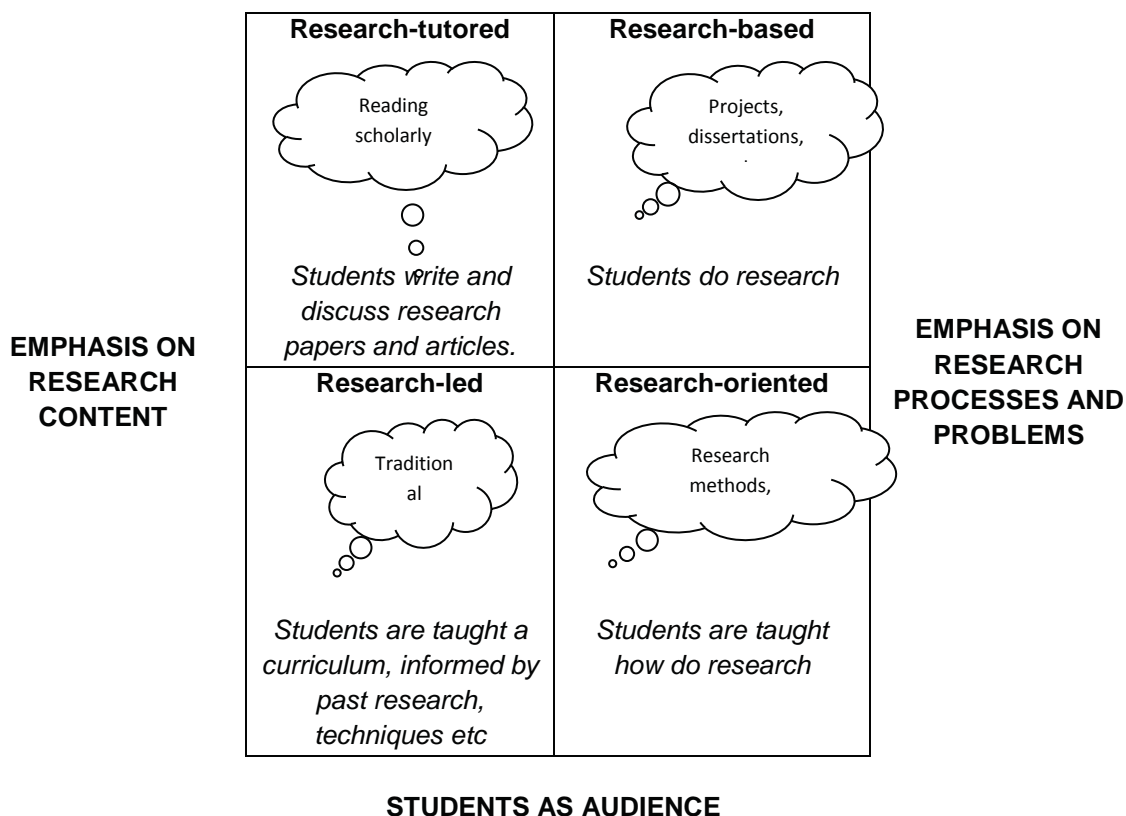 Research-tutored
Reading
scholarly
Students write and
discuss research
papers and articles.
Research-based
Projects,
dissertations,
Students do research
EMPHASIS ON
RESEARCH
CONTENT
EMPHASIS ON
RESEARCH
PROCESSES AND
PROBLEMS
Research-led
Tradition
al
Students are taught a
curriculum, informed by
past research,
techniques etc
Research-oriented
Research
methods,
Students are taught
how do research
STUDENTS AS AUDIENCE